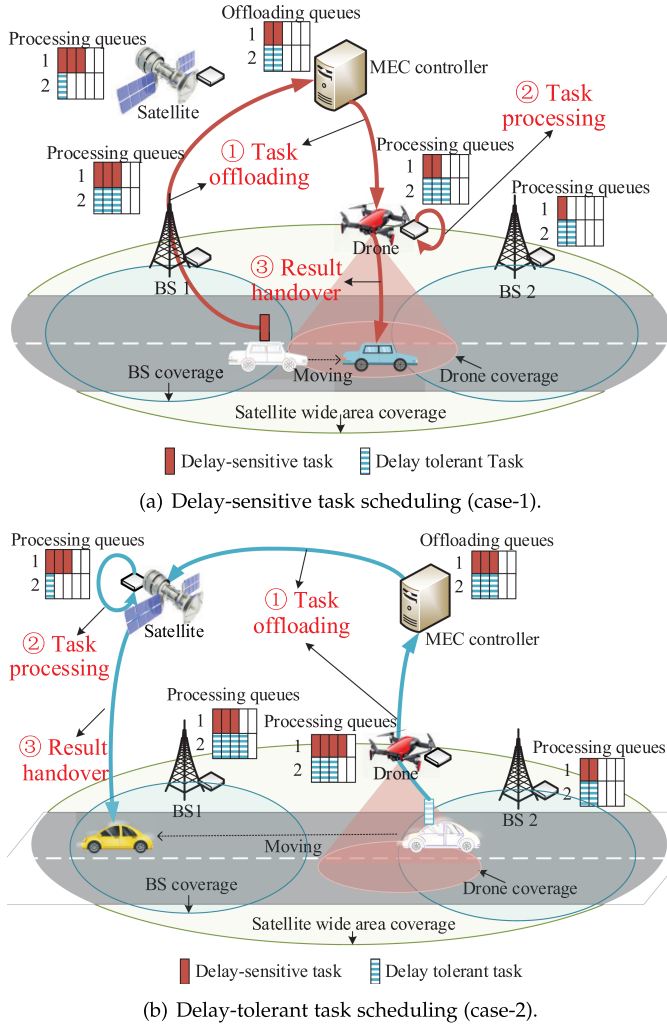 Offloading queues
1
2
MEC controller
Processing queues
1
2
Satellite
② Task
processing
Processing queues
1
2
① Task
offloading
Processing queues
1
2
Processing queues
1
2
Drone
BS 1
③ Result
handover
BS 2
Moving
BS coverage
Drone coverage
Satellite wide area coverage
Delay-sensitive task
Delay tolerant Task
(a) Delay-sensitive task scheduling (case-1).
Processing queues
1
2
Satellite
① Task
offloading
Offloading queues
1
2
MEC controller
② Task
processing
③ Result
handover
Processing queues
1
2
Processing queues
1
2
Drone
Processing queues
1
2
BS1
BS 2
Moving
BS coverage
Drone coverage
Satellite wide area coverage
Delay-sensitive task
Delay tolerant task
(b) Delay-tolerant task scheduling (case-2).